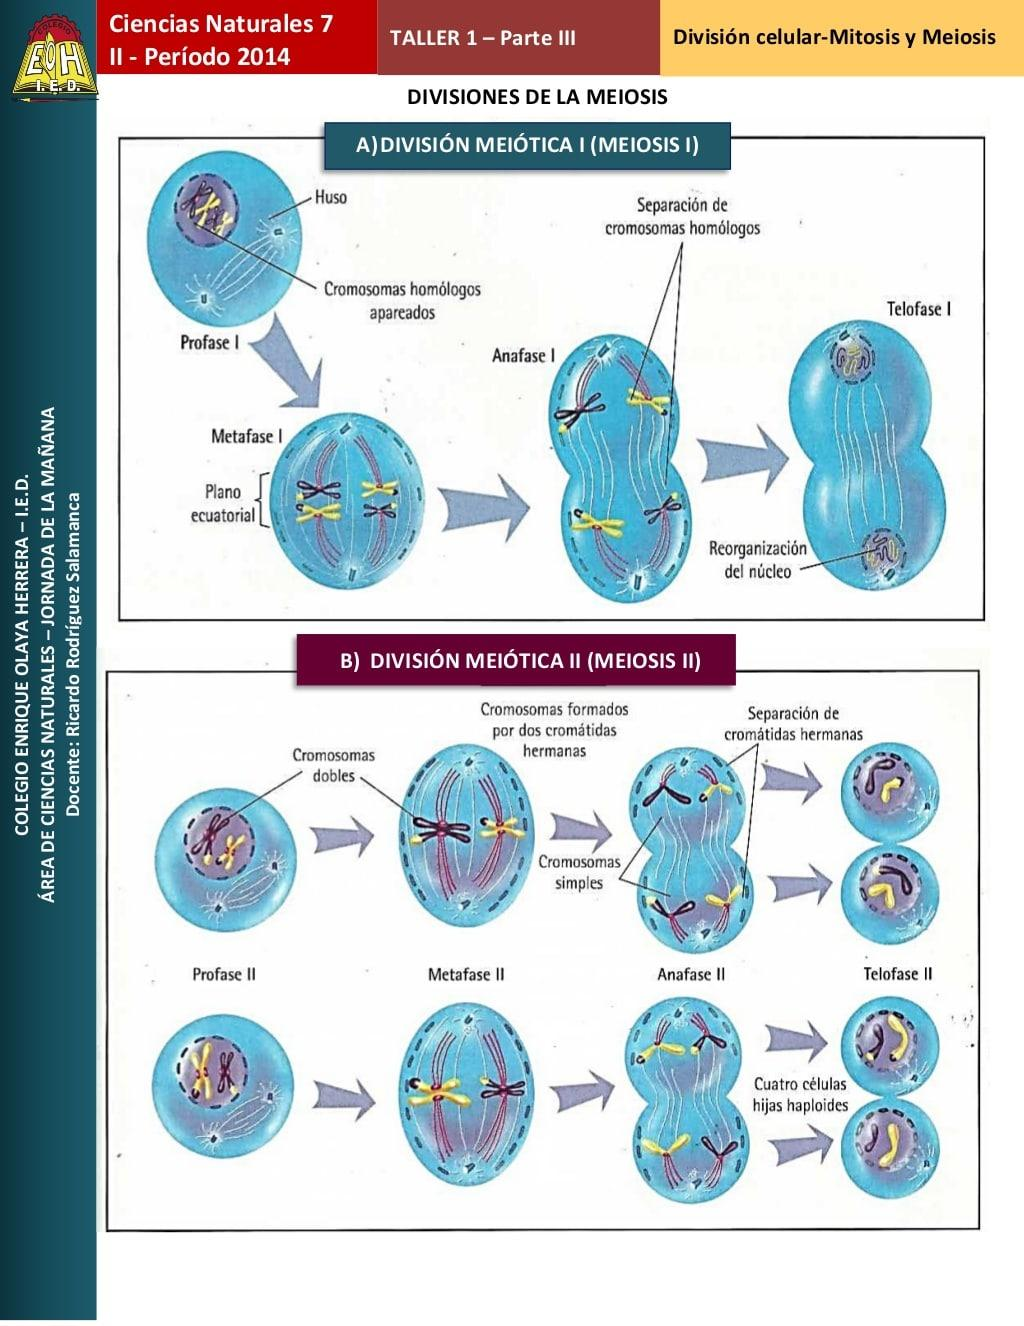 COLEGIO
EOH
I. E. D.
Ciencias Naturales 7
II - Período 2014
TALLER 1 – Parte III
División celular-Mitosis y Meiosis
COLEGIO ENRIQUE OLAYA HERRERA – I.E.D.
ÁREA DE CIENCIAS NATURALES – JORNADA DE LA MAÑANA
Docente: Ricardo Rodríguez Salamanca
DIVISIONES DE LA MEIOSIS
A) DIVISIÓN MEIÓTICA I (MEIOSIS I)
Huso
Cromosomas homólogos
apareados
Profase I
Metafase I
Plano
ecuatorial
Separación de
cromosomas homólogos
Anafase I
Telofase I
Reorganización
del núcleo
B) DIVISIÓN MEIÓTICA II (MEIOSIS II)
Cromosomas
dobles
Cromosomas formados
por dos cromátidas
hermanas
Separación de
cromátidas hermanas
Cromosomas
simples
Profase II
Metafase II
Anafase II
Telofase II
Cuatro células
hijas haploides